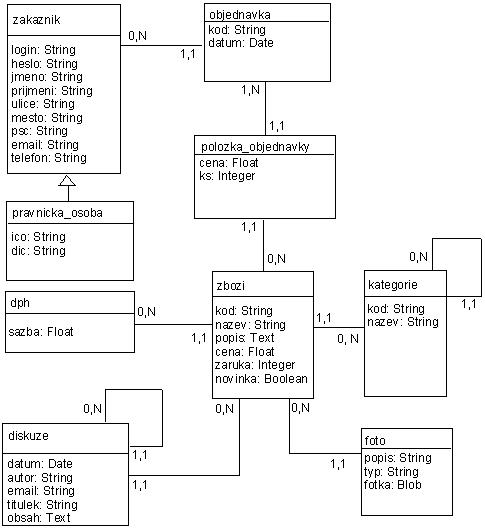 zakaznik
login: String
heslo: String
jmeno: String
prijmeni: String
ulice: String
mesto: String
psc: String
email: String
telefon: String
0,N
1,1
objednavka
kod: String
datum: Date
1,N
1,1
polozka_objednavky
cena: Float
ks: Integer
1,1
0,N
pravnicka_osoba
ico: String
dic: String
dph
sazba: Float
0,N
1,1
zbozi
kod: String
nazev: String
popis: Text
cena: Float
zaruka: Integer
novinka: Boolean
1,1
0,N
kategorie
kod: String
nazev: String
0,N
1,1
0,N
0,N
diskuze
datum: Date
autor: String
email: String
titulek: String
obsah: Text
0,N
1,1
1,1
1,1
foto
popis: String
typ: String
fotka: Blob